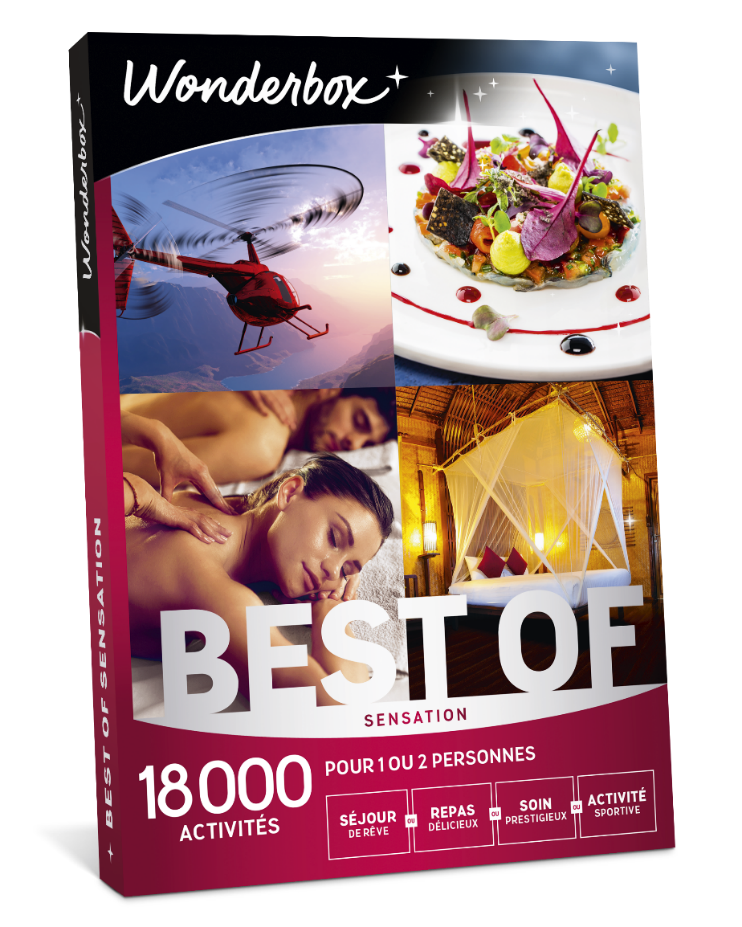 Wonderbox
Wonderbox
BEST OF SENSATION
BEST OF
SENSATION
18 000
ACTIVITÉS
POUR 1 OU 2 PERSONNES
SÉJOUR
DE RÊVE
OU
REPAS
DÉLICIEUX
OU
SOIN
PRESTIGIEUX
OU
ACTIVITÉ
SPORTIVE